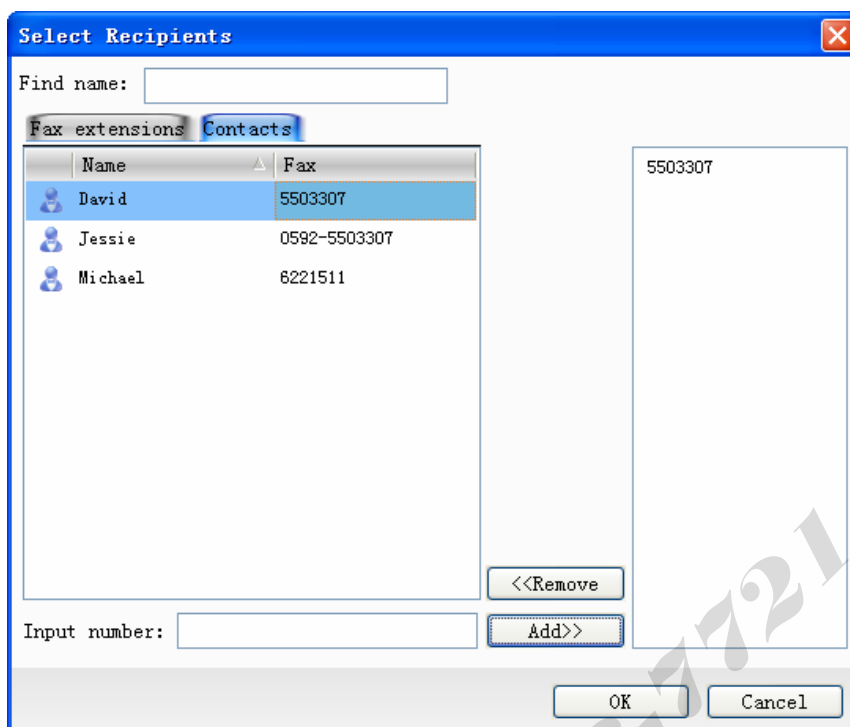 Select Recipients
Find name:
Fax extensions Contacts
Name Fax
David 5503307
Jessie 0592-5503307
Michael 6221511
5503307
<<Remove
Input number:
Add>>
OK Cancel
7721